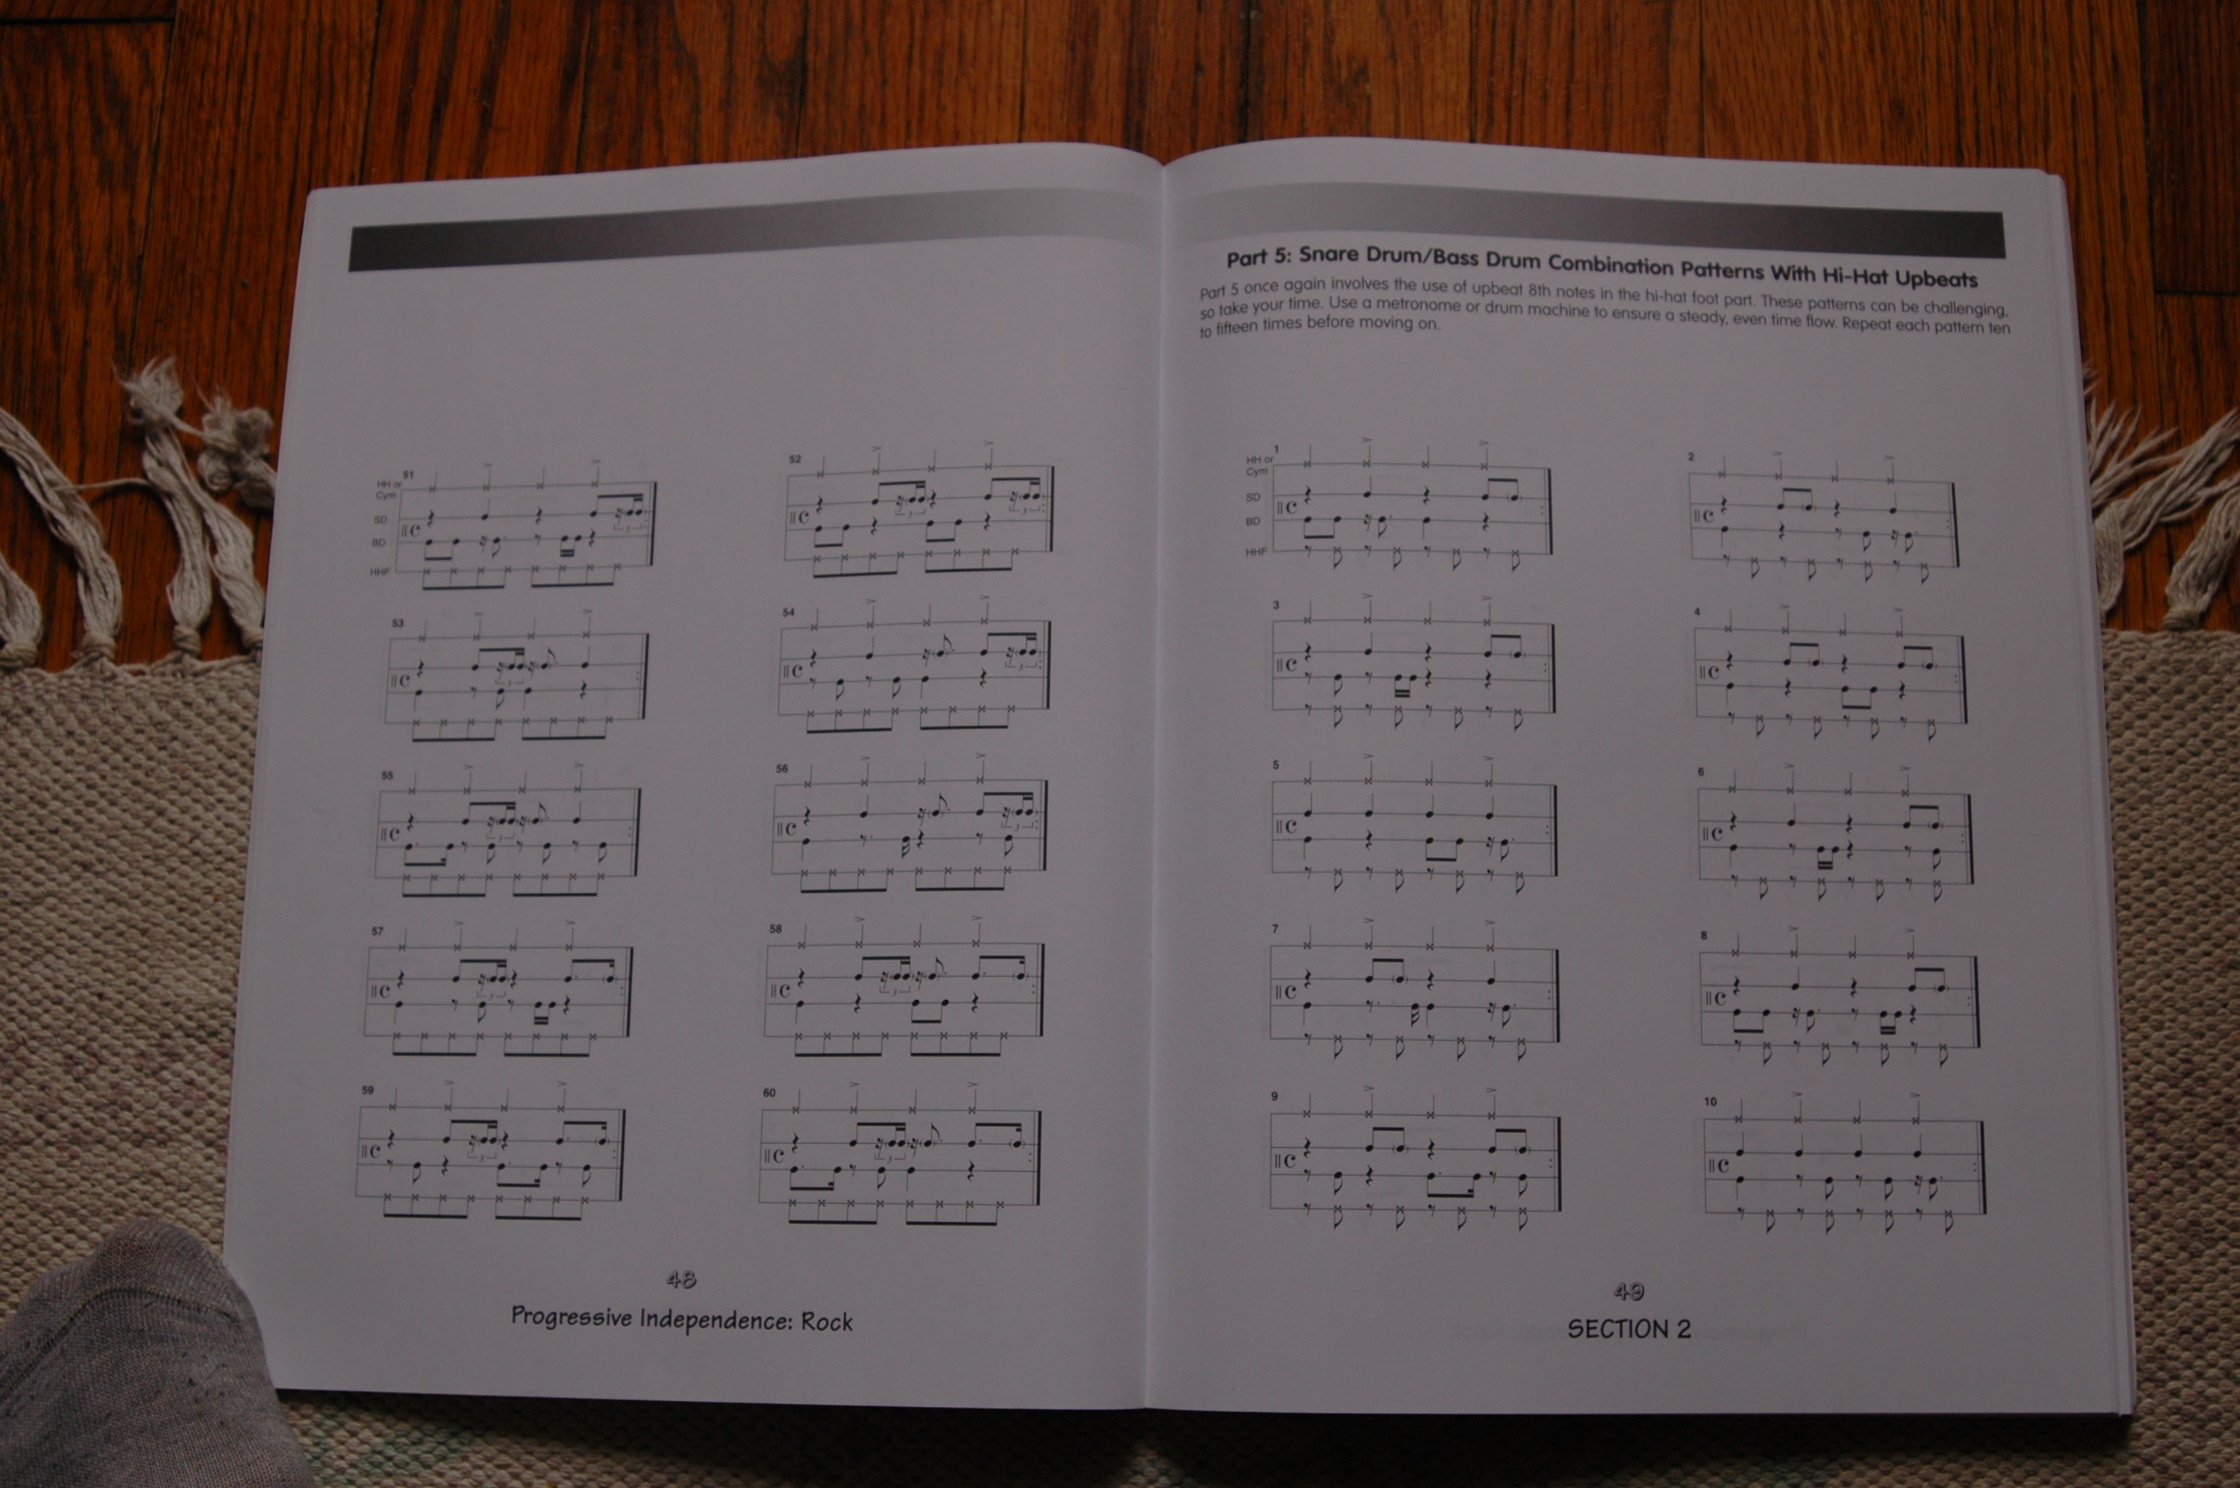 51
52
HH or
Cym
SD
BD
HHF
53
54
55
56
57
58
59
60
48
Progressive Independence: Rock
Part 5: Snare Drum/Bass Drum Combination Patterns With Hi-Hat Upbeats
Part 5 once again involves the use of upbeat 8th notes in the hi-hat foot part. These patterns can be challenging,
so take your time. Use a metronome or drum machine to ensure a steady, even time flow. Repeat each pattern ten
to fifteen times before moving on.
1
2
HH or
Cym
SD
BD
HHF
3
4
5
6
7
8
9
10
49
SECTION 2